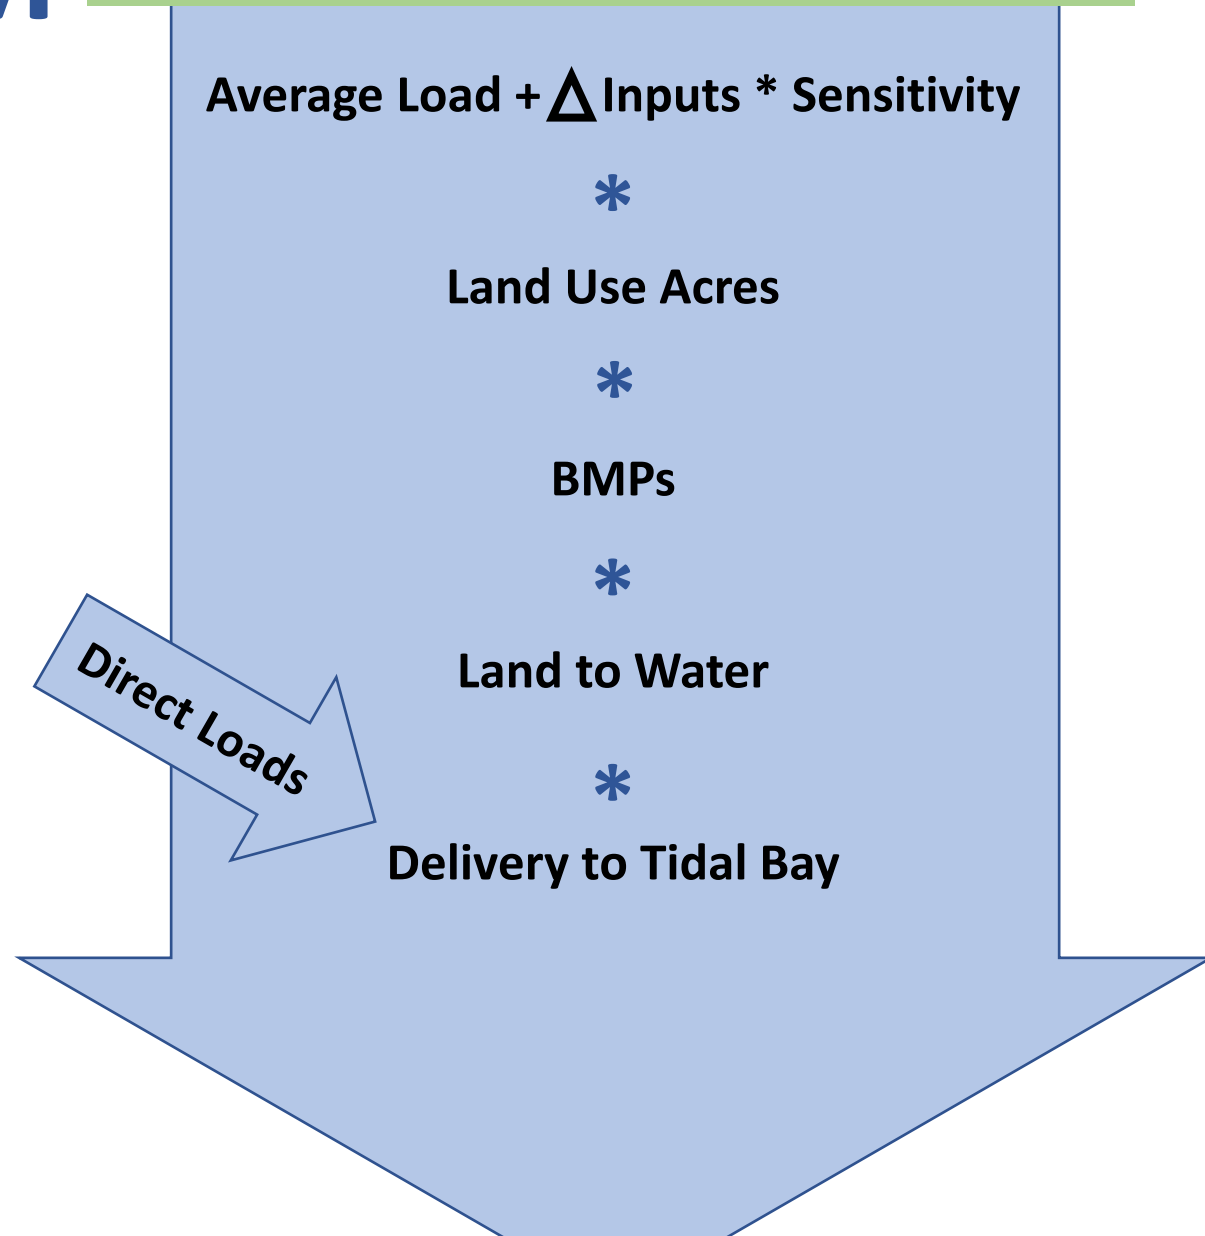 Average Load + Δ Inputs * Sensitivity
*
Land Use Acres
*
BMPs
*
Land to Water
Direct Loads
*
Delivery to Tidal Bay